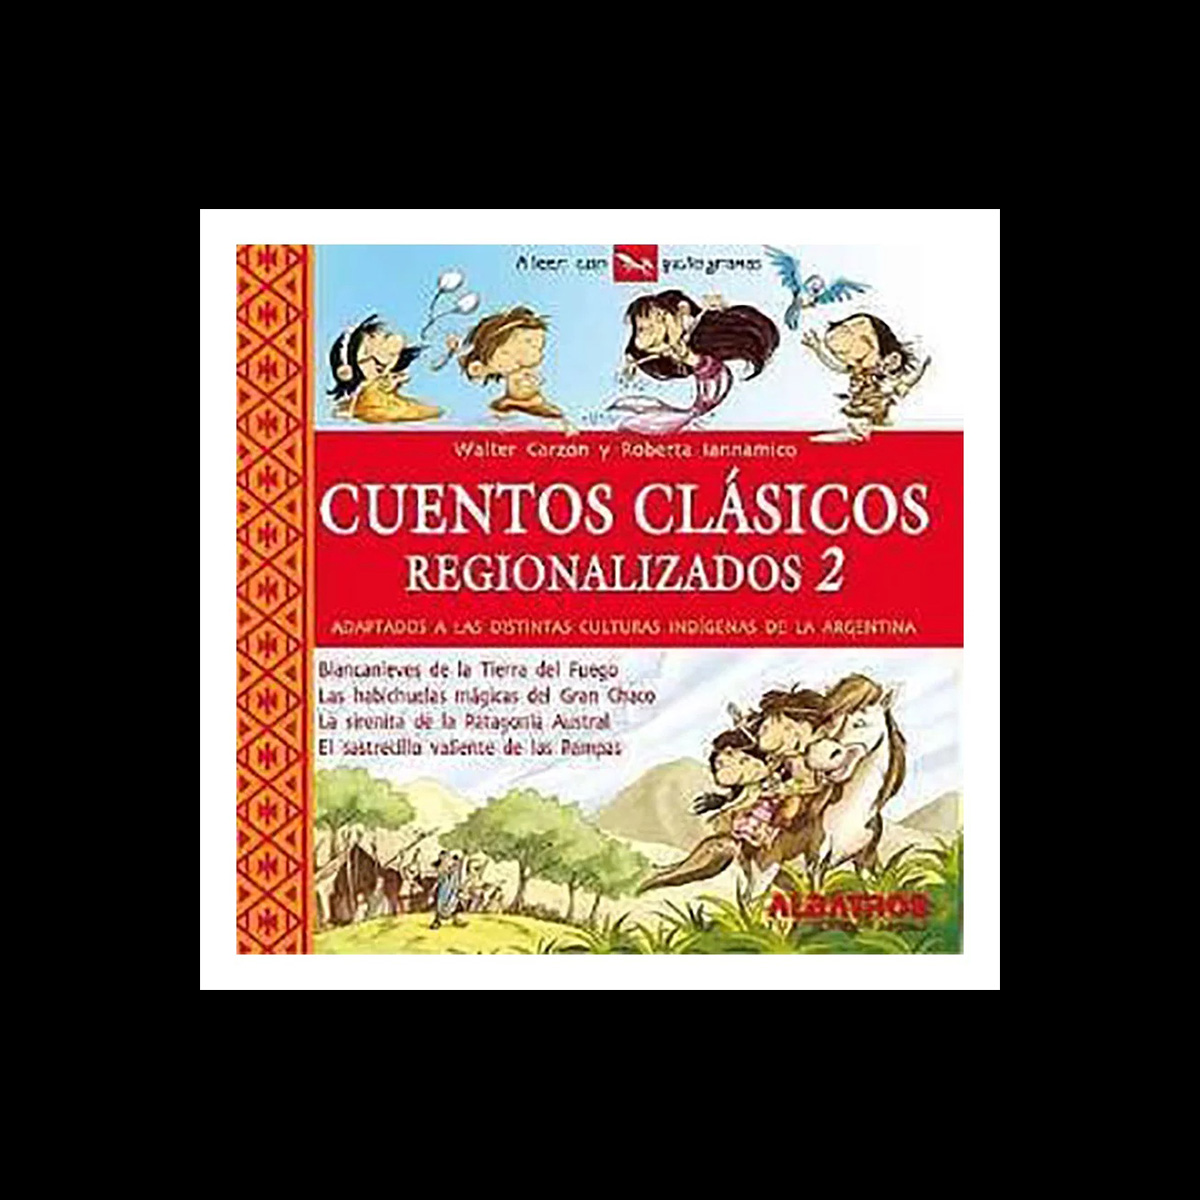 A leer con pictogramas
Walter Carzon y Roberta Iannamico
CUENTOS CLÁSICOS
REGIONALIZADOS 2
ADAPTADOS A LAS DISTINTAS CULTURAS INDÍGENAS DE LA ARGENTINA
Blancanieves de la Tierra del Fuego
Las habichuelas mágicas del Gran Chaco
La sirenita de la Patagonia Austral
El sastrecillo valiente de las Pampas
ALBATROS